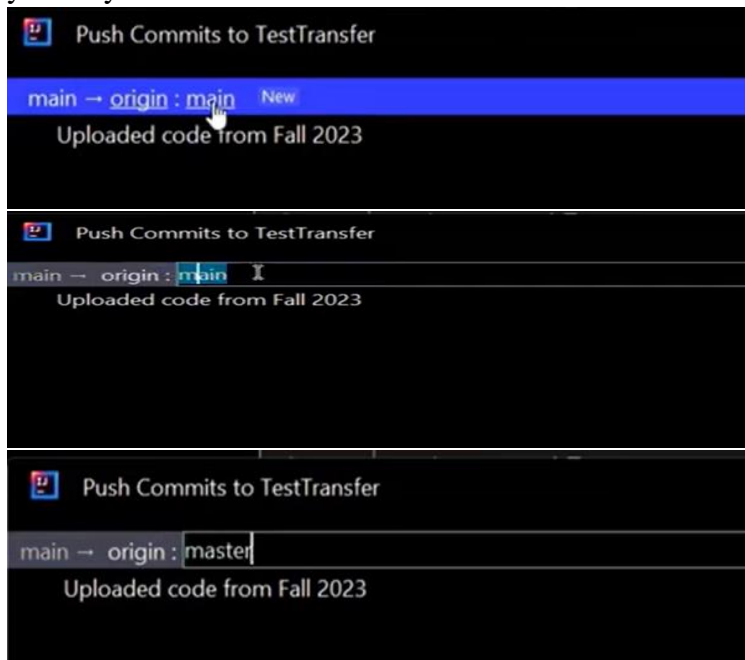 Push Commits to TestTransfer
main → origin : main New
Uploaded code from Fall 2023
Push Commits to TestTransfer
main → origin : main
Uploaded code from Fall 2023
Push Commits to TestTransfer
main → origin : master
Uploaded code from Fall 2023